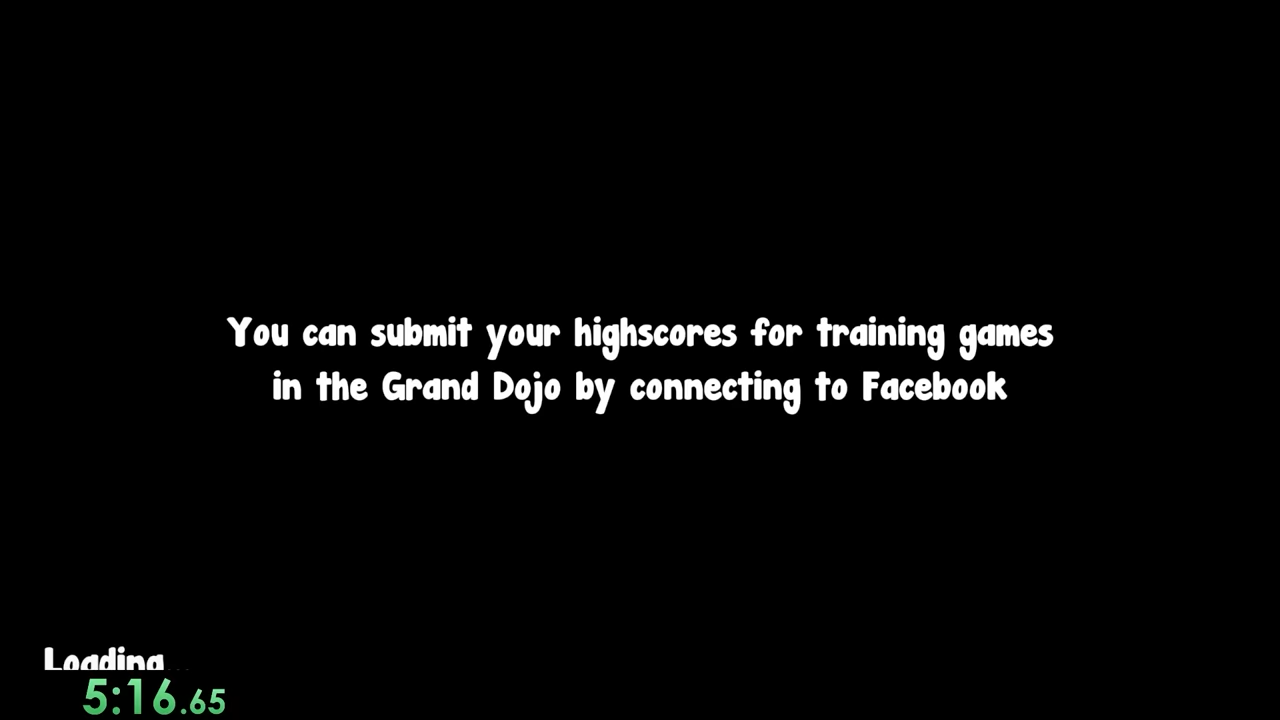 You can submit your highscores for training games
in the Grand Dojo by connecting to Facebook
Loading...
5:16.65